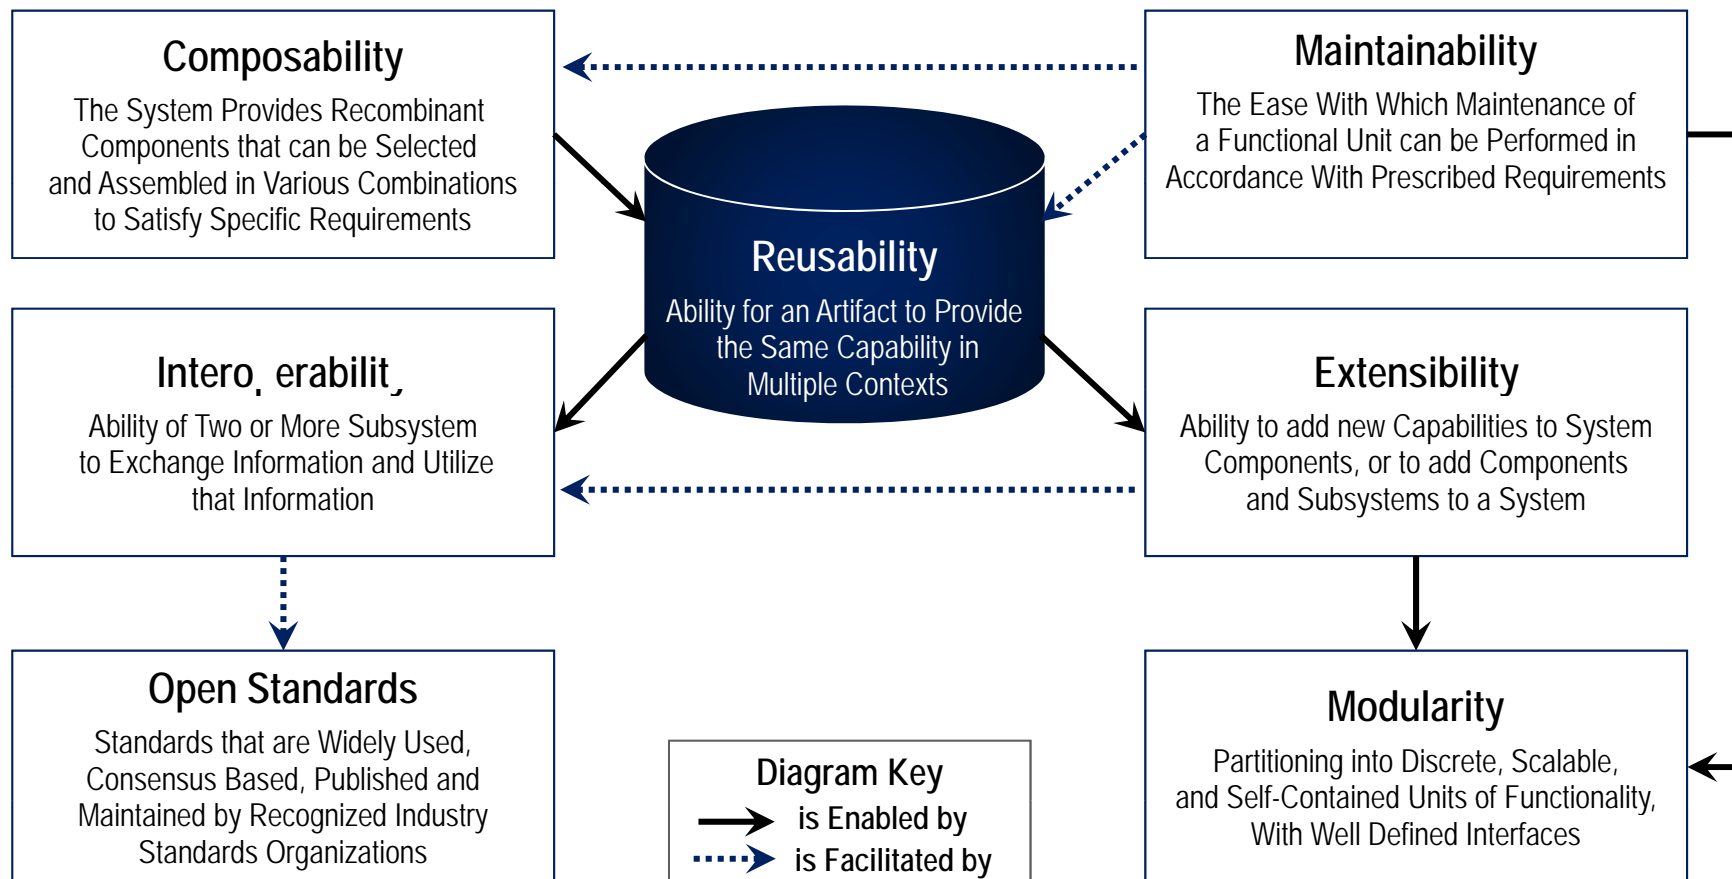 Composability
The System Provides Recombinant
Components that can be Selected
and Assembled in Various Combinations
to Satisfy Specific Requirements
Maintainability
The Ease With Which Maintenance of
a Functional Unit can be Performed in
Accordance With Prescribed Requirements
Reusability
Ability for an Artifact to Provide
the Same Capability in
Multiple Contexts
Ability of Two or More Subsystem
to Exchange Information and Utilize
that Information
Extensibility
Ability to add new Capabilities to System
Components, or to add Components
and Subsystems to a System
Open Standards
Standards that are Widely Used,
Consensus Based, Published and
Maintained by Recognized Industry
Standards Organizations
Diagram Key
is Enabled by
is Facilitated by
Modularity
Partitioning into Discrete, Scalable,
and Self-Contained Units of Functionality,
With Well Defined Interfaces